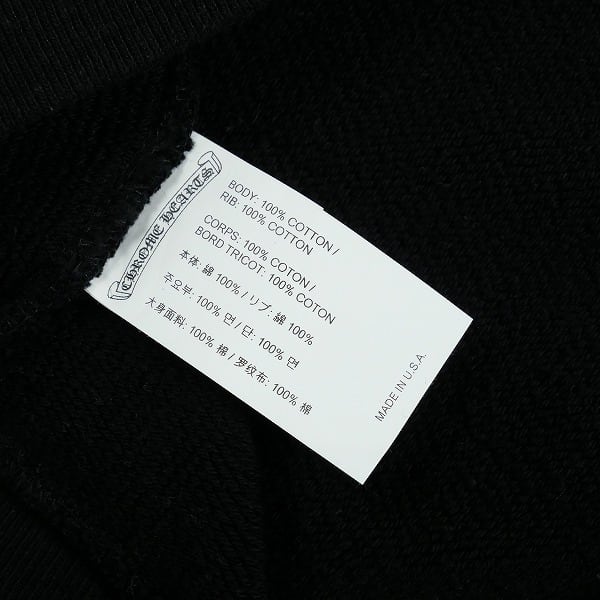 CHROME HEARTS
BODY: 100% COTTON /
RIB: 100% COTTON
CORPS: 100% COTON /
BORD TRICOT: 100% COTON
本体: 綿 100% / リブ: 綿 100%
주요부: 100% 면 / 단: 100% 면
大身面料: 100% 棉 / 罗纹布: 100% 棉
MADE IN U.S.A.